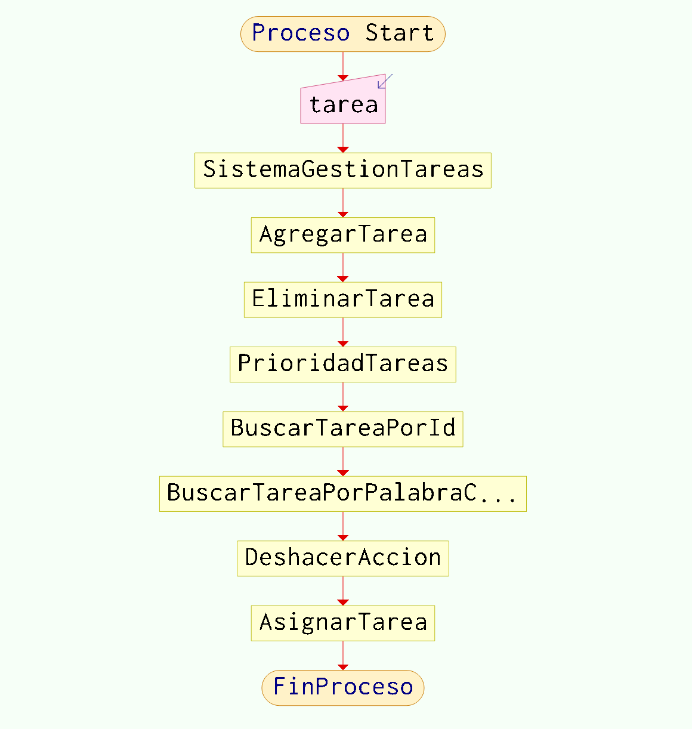 Proceso Start
tarea
SistemaGestionTareas
AgregarTarea
EliminarTarea
PrioridadTareas
BuscarTareaPorId
BuscarTareaPorPalabraC...
DeshacerAccion
AsignarTarea
FinProceso